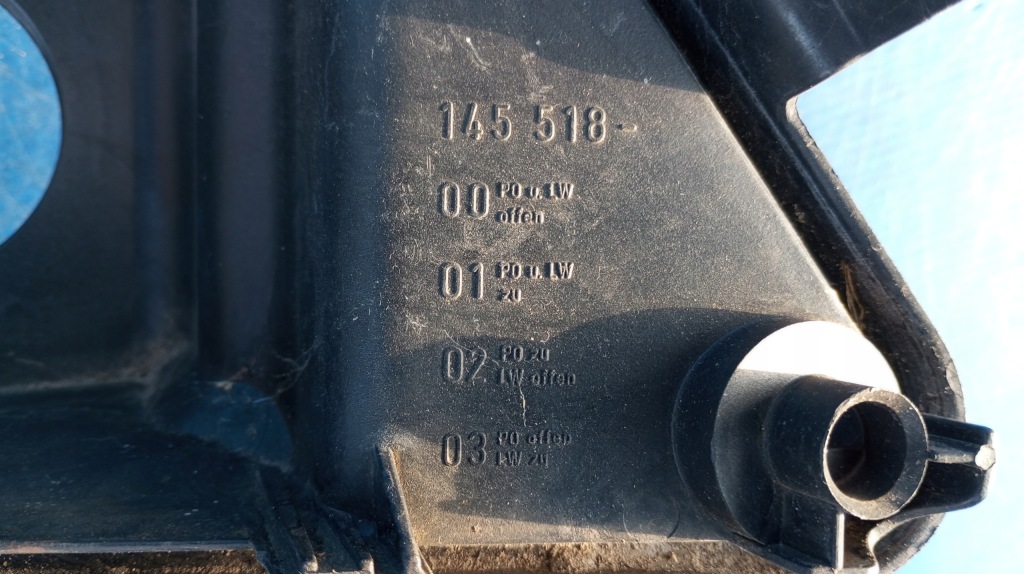 145 518-
00 PO u. LW
offen
01 PO u. LW
zu
02 PO zu
LW offen
03 PO offen
LW zu